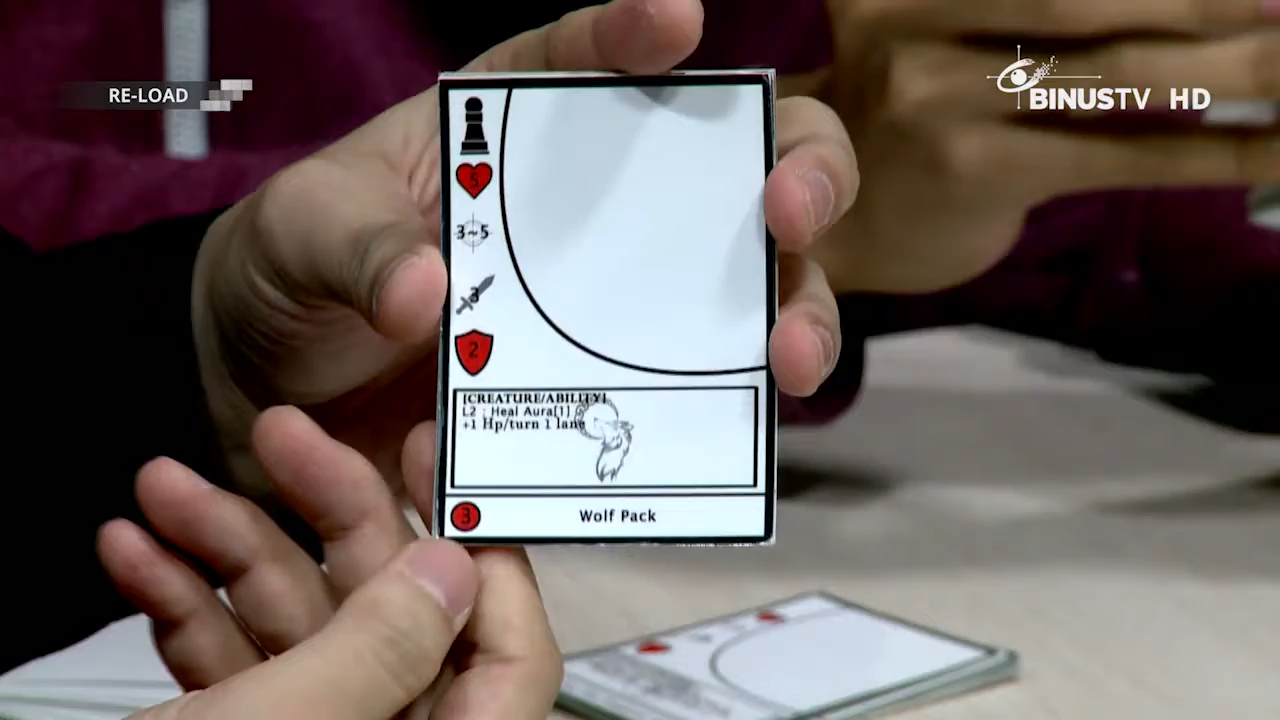 RE-LOAD
BINUSTV HD
5
3~5
3
2
[CREATURE/ABILITY]
L2 : Heal Aura[1]
+1 Hp/turn 1 lane
3
Wolf Pack